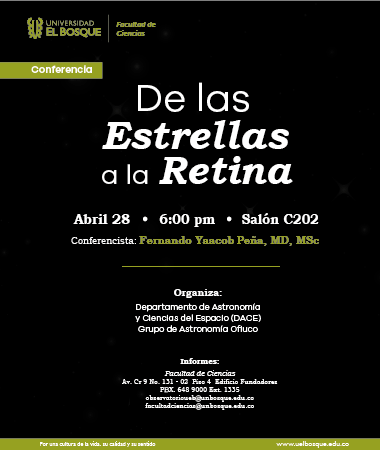 UNIVERSIDAD
EL BOSQUE
Facultad de
Ciencias
Conferencia
De las
Estrellas
a la Retina
Abril 28 • 6:00 pm • Salón C202
Conferencista: Fernando Yaacob Peña, MD, MSc
Organiza:
Departamento de Astronomía
y Ciencias del Espacio (DACE)
Grupo de Astronomía Ofiuco
Informes:
Facultad de Ciencias
Av. Cr 9 No. 131 - 02 Piso 4 Edificio Fundadores
PBX. 648 9000 Ext. 1335
observatorioueb@unbosque.edu.co
facultadciencias@unbosque.edu.co
Por una cultura de la vida, su calidad y su sentido
www.uelbosque.edu.co